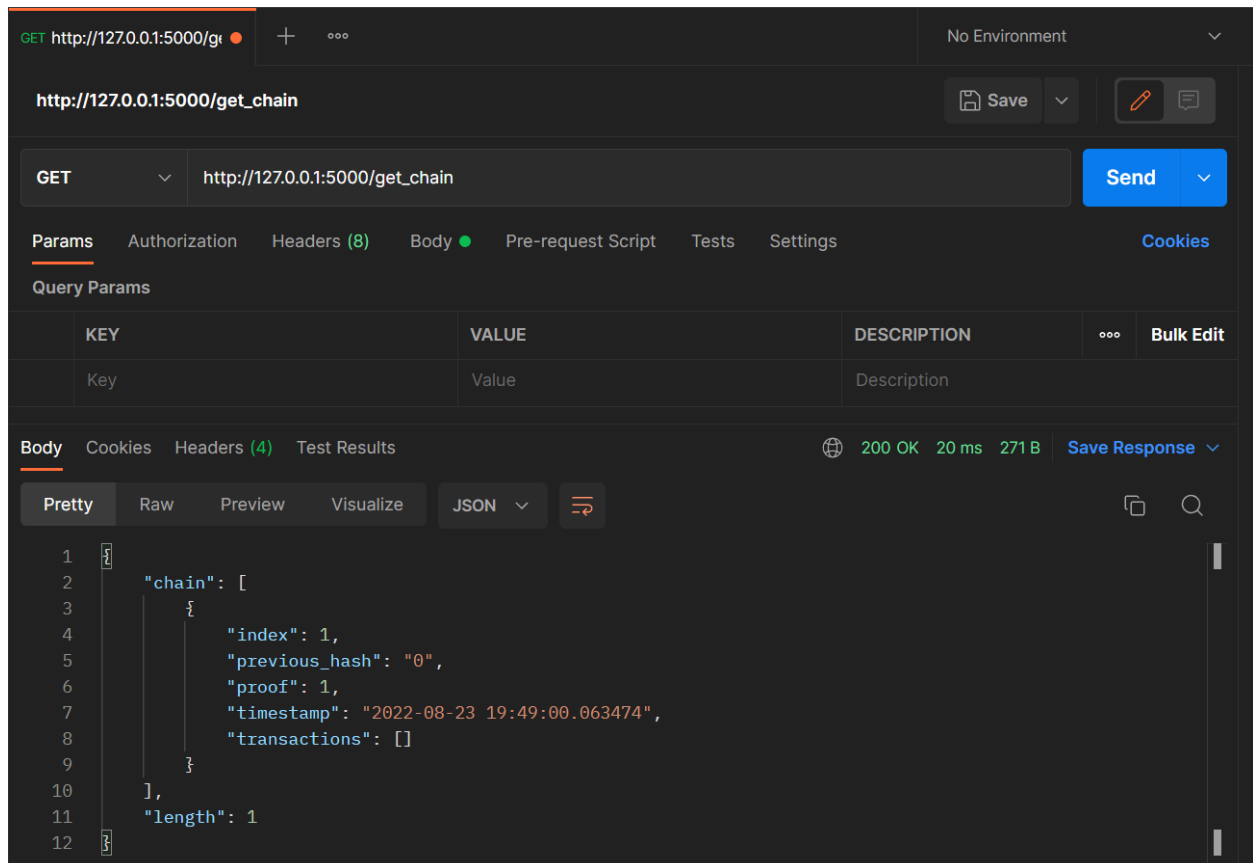 GET http://127.0.0.1:5000/ge No Environment
http://127.0.0.1:5000/get_chain Save
GET http://127.0.0.1:5000/get_chain Send
Params Authorization Headers (8) Body Pre-request Script Tests Settings Cookies
Query Params
KEY VALUE DESCRIPTION Bulk Edit
Key Value Description
Body Cookies Headers (4) Test Results 200 OK 20 ms 271 B Save Response
Pretty Raw Preview Visualize JSON
1 {
2 "chain": [
3 {
4 "index": 1,
5 "previous_hash": "0",
6 "proof": 1,
7 "timestamp": "2022-08-23 19:49:00.063474",
8 "transactions": []
9 }
10 ],
11 "length": 1
12 }